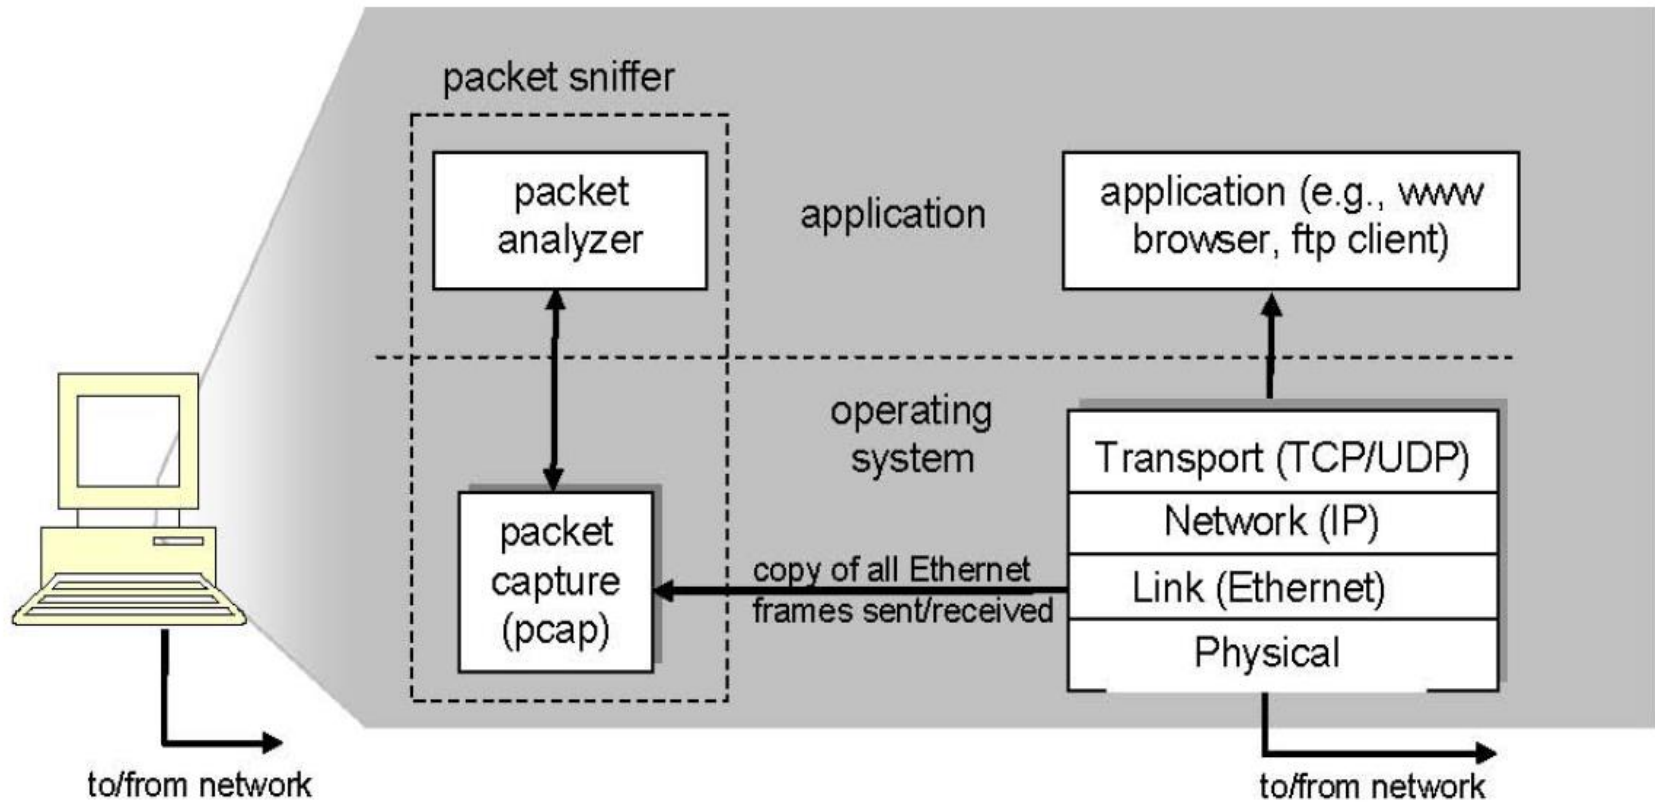 packet sniffer
packet
analyzer
application
application (e.g., www
browser, ftp client)
operating
system
packet
capture
(pcap)
copy of all Ethernet
frames sent/received
Transport (TCP/UDP)
Network (IP)
Link (Ethernet)
Physical
to/from network
to/from network